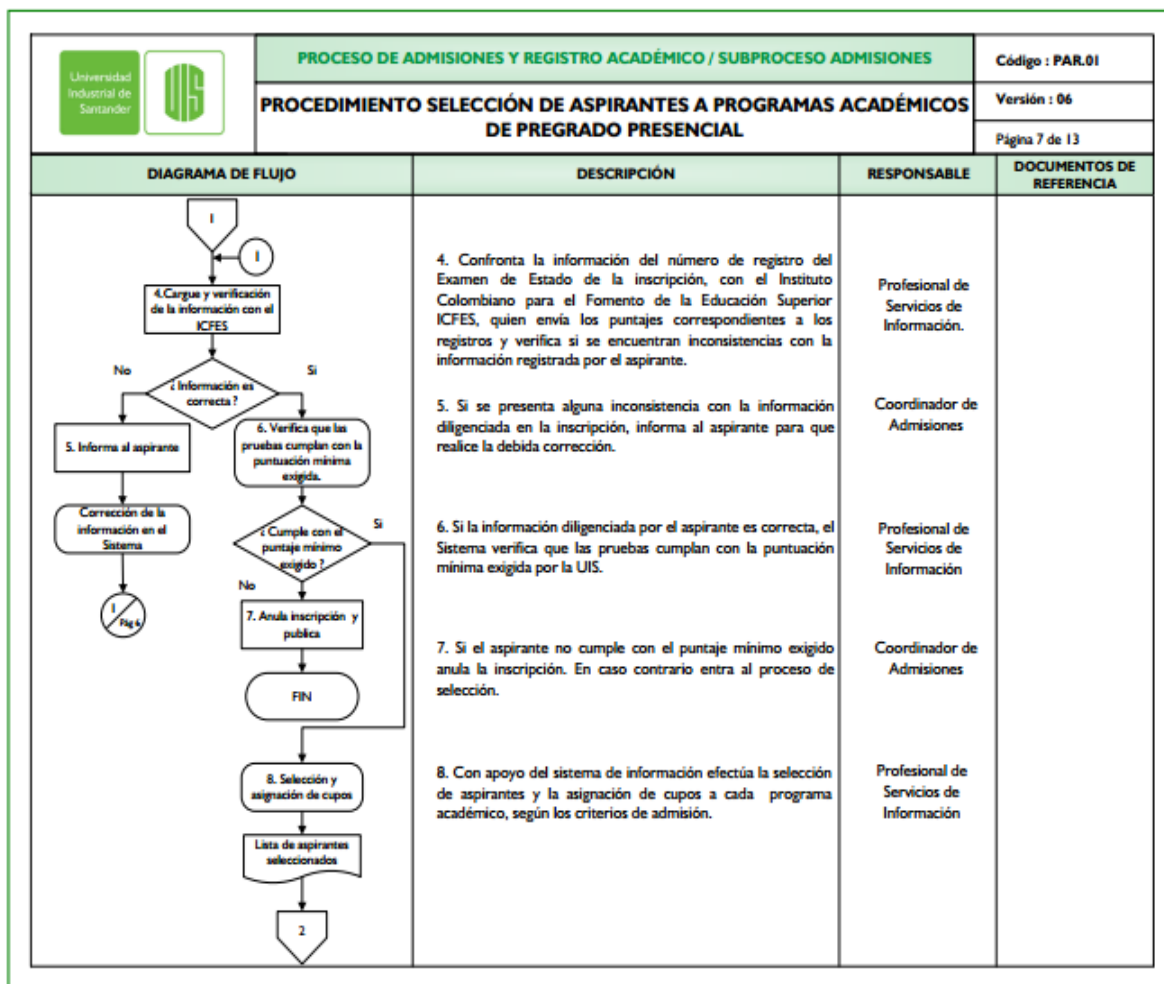 Universidad
Industrial de
Santander
UIS
PROCESO DE ADMISIONES Y REGISTRO ACADÉMICO / SUBPROCESO ADMISIONES
PROCEDIMIENTO SELECCIÓN DE ASPIRANTES A PROGRAMAS ACADÉMICOS
DE PREGRADO PRESENCIAL
Código : PAR.01
Versión : 06
Página 7 de 13
DIAGRAMA DE FLUJO
DESCRIPCIÓN
RESPONSABLE
DOCUMENTOS DE
REFERENCIA
1
1
4.Cargue y verificación
de la información con el
ICFES
No
Si
¿ Información es
correcta ?
5. Informa al aspirante
6. Verifica que las
pruebas cumplan con la
puntuación mínima
exigida.
Corrección de la
información en el
Sistema
1
Pág 6
¿ Cumple con el
puntaje mínimo
exigido ?
Si
No
7. Anula inscripción y
publica
FIN
8. Selección y
asignación de cupos
Lista de aspirantes
seleccionados
2
4. Confronta la información del número de registro del
Examen de Estado de la inscripción, con el Instituto
Colombiano para el Fomento de la Educación Superior
ICFES, quien envía los puntajes correspondientes a los
registros y verifica si se encuentran inconsistencias con la
información registrada por el aspirante.
Profesional de
Servicios de
Información.
5. Si se presenta alguna inconsistencia con la información
diligenciada en la inscripción, informa al aspirante para que
realice la debida corrección.
Coordinador de
Admisiones
6. Si la información diligenciada por el aspirante es correcta, el
Sistema verifica que las pruebas cumplan con la puntuación
mínima exigida por la UIS.
Profesional de
Servicios de
Información
7. Si el aspirante no cumple con el puntaje mínimo exigido
anula la inscripción. En caso contrario entra al proceso de
selección.
Coordinador de
Admisiones
8. Con apoyo del sistema de información efectúa la selección
de aspirantes y la asignación de cupos a cada programa
académico, según los criterios de admisión.
Profesional de
Servicios de
Información